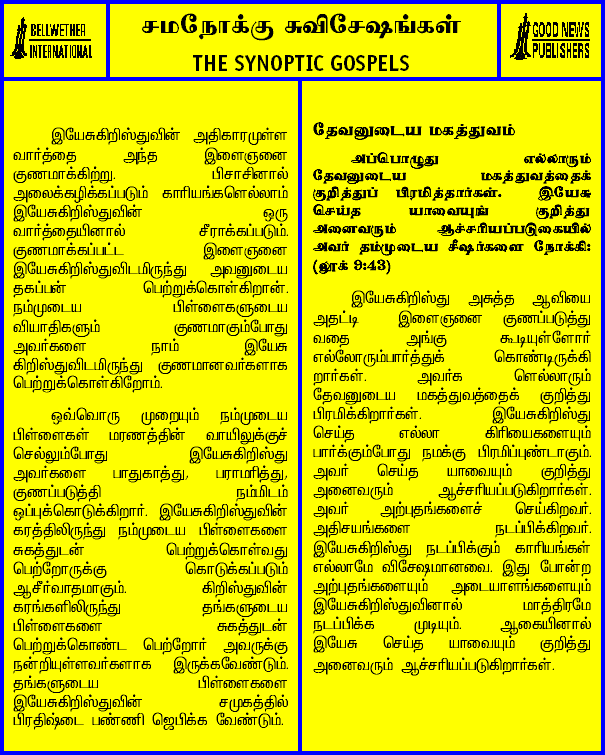 BELLWETHER
INTERNATIONAL
சமநோக்கு சுவிசேஷங்கள்
THE SYNOPTIC GOSPELS
GOOD NEWS
PUBLISHERS
இயேசுகிறிஸ்துவின் அதிகாரமுள்ள
வார்த்தை அந்த இளைஞனை
குணமாக்கிற்று. பிசாசினால்
அலைக்கழிக்கப்படும் காரியங்களெல்லாம்
இயேசுகிறிஸ்துவின் ஒரு
வார்த்தையினால் சீராக்கப்படும்.
குணமாக்கப்பட்ட இளைஞனை
இயேசுகிறிஸ்துவிடமிருந்து அவனுடைய
தகப்பன் பெற்றுக்கொள்கிறான்.
நம்முடைய பிள்ளைகளுடைய
வியாதிகளும் குணமாகும்போது
அவர்களை நாம் இயேசு
கிறிஸ்துவிடமிருந்து குணமானவர்களாக
பெற்றுக்கொள்கிறோம்.
ஒவ்வொரு முறையும் நம்முடைய
பிள்ளைகள் மரணத்தின் வாயிலுக்குச்
செல்லும்போது இயேசுகிறிஸ்து
அவர்களை பாதுகாத்து, பராமரித்து,
குணப்படுத்தி நம்மிடம்
ஒப்புக்கொடுக்கிறார். இயேசுகிறிஸ்துவின்
கரத்திலிருந்து நம்முடைய பிள்ளைகளை
சுகத்துடன் பெற்றுக்கொள்வது
பெற்றோருக்கு கொடுக்கப்படும்
ஆசீர்வாதமாகும். கிறிஸ்துவின்
கரங்களிலிருந்து தங்களுடைய
பிள்ளைகளை சுகத்துடன்
பெற்றுக்கொண்ட பெற்றோர் அவருக்கு
நன்றியுள்ளவர்களாக இருக்கவேண்டும்.
தங்களுடைய பிள்ளைகளை
இயேசுகிறிஸ்துவின் சமுகத்தில்
பிரதிஷ்டை பண்ணி ஜெபிக்க வேண்டும்.
தேவனுடைய மகத்துவம்
அப்பொழுது எல்லாரும்
தேவனுடைய மகத்துவத்தைக்
குறித்துப் பிரமித்தார்கள். இயேசு
செய்த யாவையுங் குறித்து
அனைவரும் ஆச்சரியப்படுகையில்
அவர் தம்முடைய சீஷர்களை நோக்கி:
(லூக் 9:43)
இயேசுகிறிஸ்து அசுத்த ஆவியை
அதட்டி இளைஞனை குணப்படுத்து
வதை அங்கு கூடியுள்ளோர்
எல்லோரும்பார்த்துக் கொண்டிருக்கி
றார்கள். அவர்க ளெல்லாரும்
தேவனுடைய மகத்துவத்தைக் குறித்து
பிரமிக்கிறார்கள். இயேசுகிறிஸ்து
செய்த எல்லா கிரியைகளையும்
பார்க்கும்போது நமக்கு பிரமிப்புண்டாகும்.
அவர் செய்த யாவையும் குறித்து
அனைவரும் ஆச்சரியப்படுகிறார்கள்.
அவர் அற்புதங்களைச் செய்கிறவர்.
அதிசயங்களை நடப்பிக்கிறவர்.
இயேசுகிறிஸ்து நடப்பிக்கும் காரியங்கள்
எல்லாமே விசேஷமானவை. இது போன்ற
அற்புதங்களையும் அடையாளங்களையும்
இயேசுகிறிஸ்துவினால் மாத்திரமே
நடப்பிக்க முடியும். ஆகையினால்
இயேசு செய்த யாவையும் குறித்து
அனைவரும் ஆச்சரியப்படுகிறார்கள்.